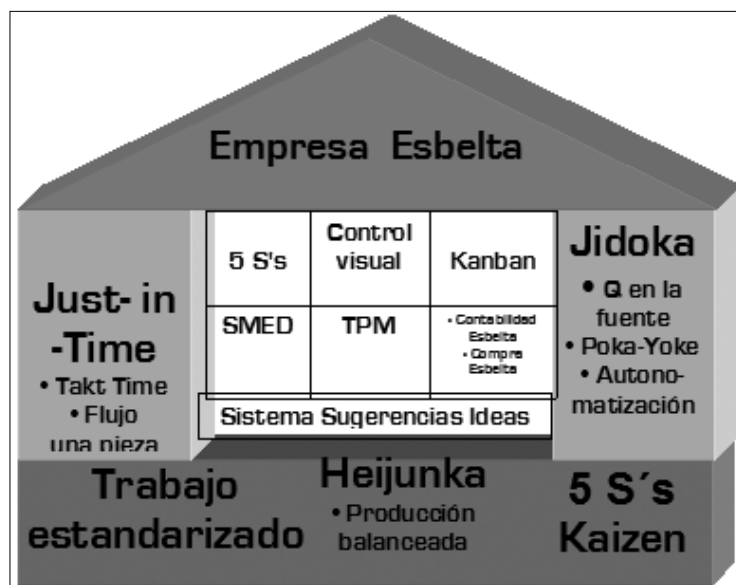 Empresa Esbelta
Just- in
-Time
• Takt Time
• Flujo
una pieza
5 S's
Control
visual
Kanban
SMED
TPM
• Contabilidad
Esbelta
• Compra
Esbelta
Sistema Sugerencias Ideas
Jidoka
• Q en la
fuente
• Poka-Yoke
• Autono-
matización
Trabajo
estandarizado
Heijunka
• Producción
balanceada
5 S´s
Kaizen